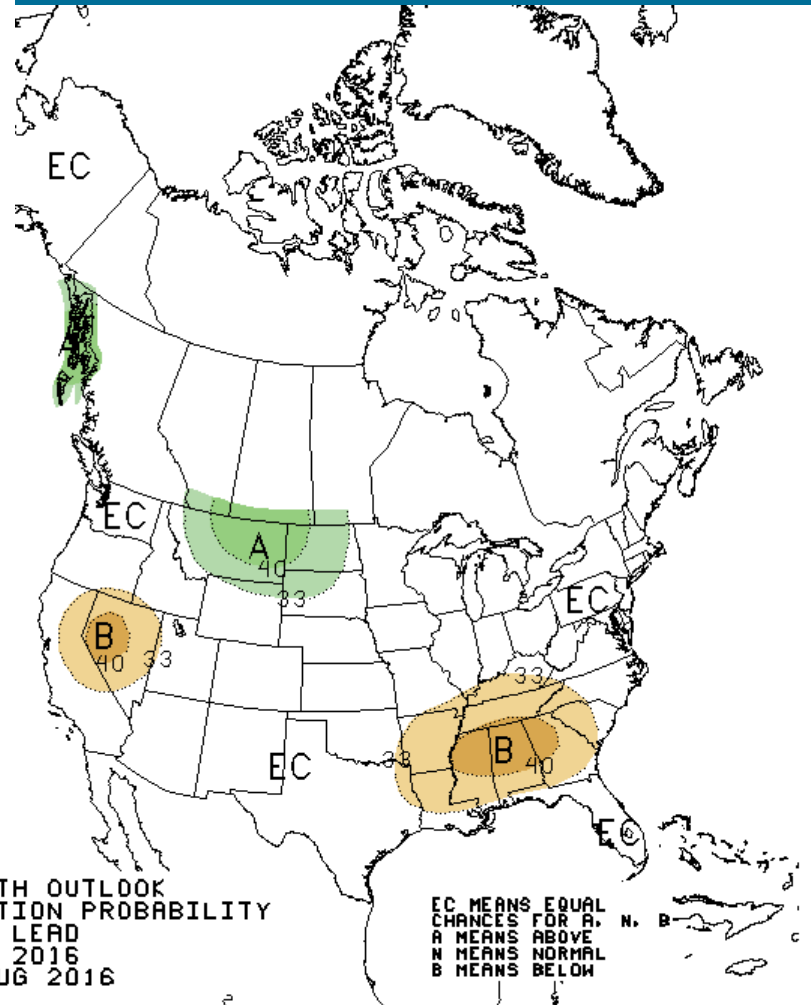 EC
A
EC
A
40
33
B
40
33
EC
33
33
B
40
EC
EC
TH OUTLOOK
TION PROBABILITY
LEAD
2016
UG 2016
EC MEANS EQUAL
CHANCES FOR A, N, B
A MEANS ABOVE
N MEANS NORMAL
B MEANS BELOW